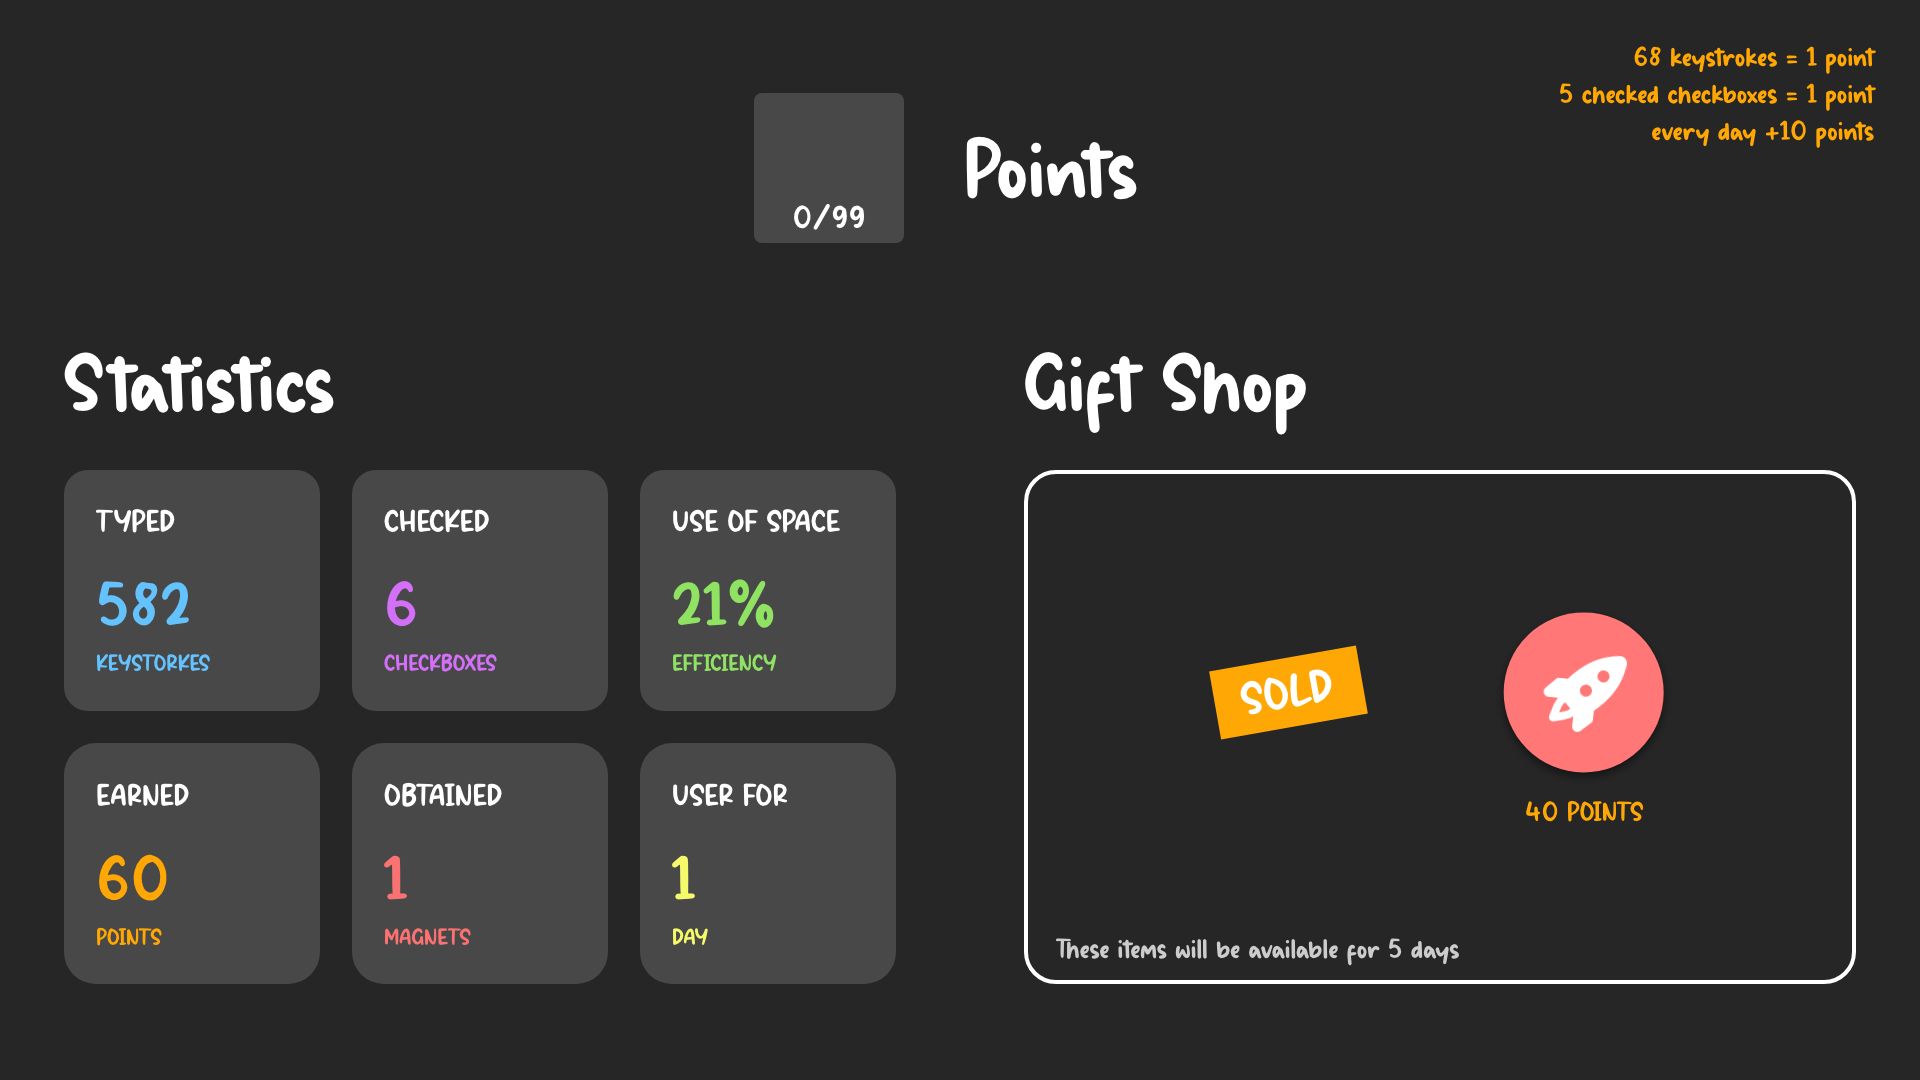 68 keystrokes = 1 point
5 checked checkboxes = 1 point
every day +10 points
0/99
Points
Statistics
TYPED
582
KEYSTORKES
CHECKED
6
CHECKBOXES
USE OF SPACE
21%
EFFICIENCY
EARNED
60
POINTS
OBTAINED
1
MAGNETS
USER FOR
1
DAY
Gift Shop
SOLD
40 POINTS
These items will be available for 5 days